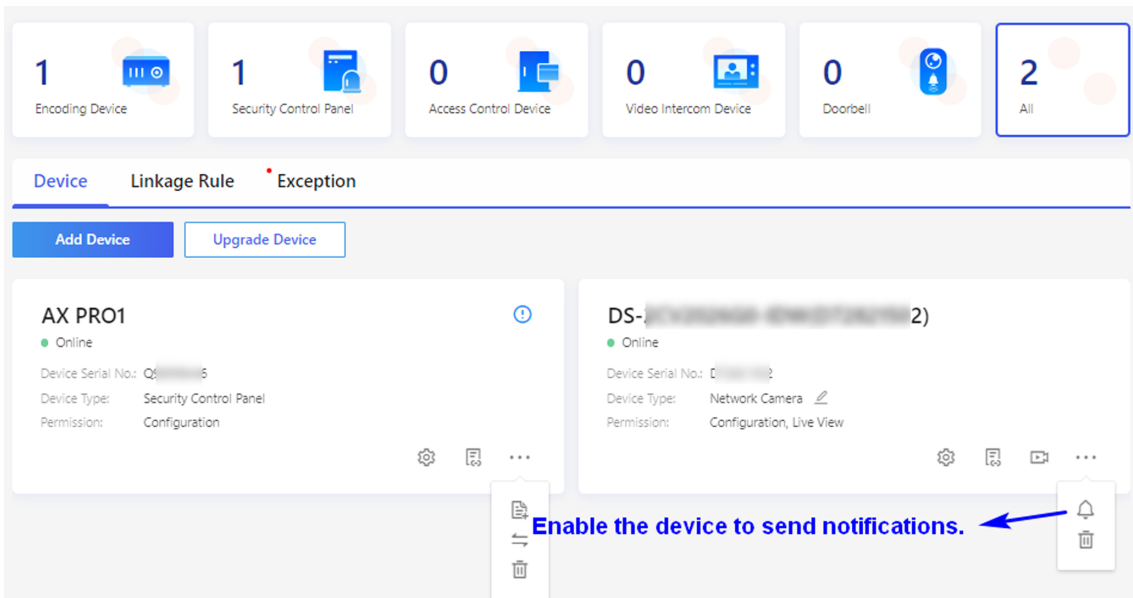 1
Encoding Device
1
Security Control Panel
0
Access Control Device
0
Video Intercom Device
0
Doorbell
2
All
Device Linkage Rule Exception
Add Device Upgrade Device
AX PRO1
Online
Device Serial No.:
Device Type: Security Control Panel
Permission: Configuration
DS- 2)
Online
Device Serial No.:
Device Type: Network Camera
Permission: Configuration, Live View
Enable the device to send notifications.